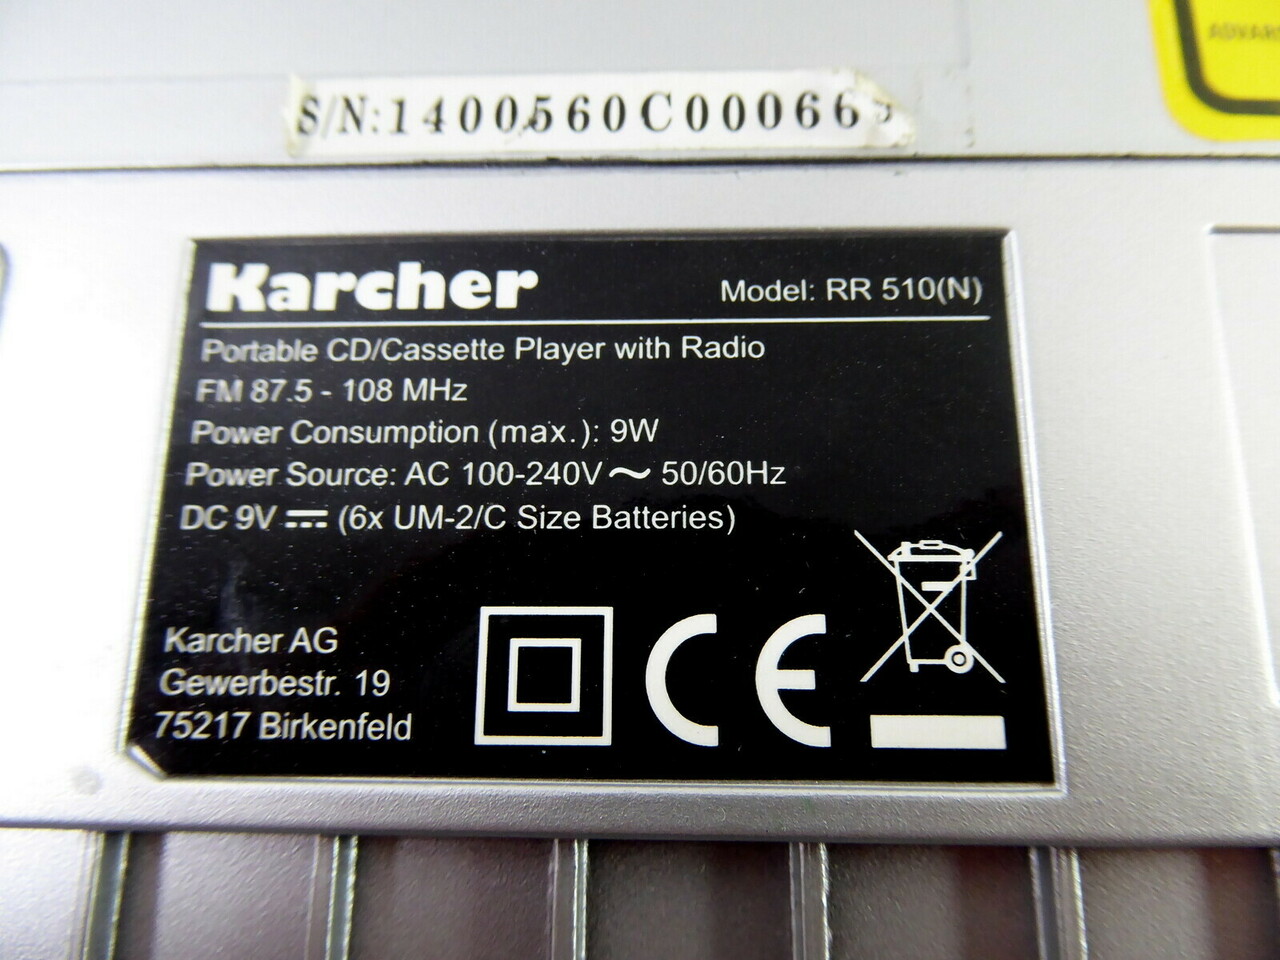 S/N:1400560C00066
Karcher
Model: RR 510(N)
Portable CD/Cassette Player with Radio
FM 87.5 - 108 MHz
Power Consumption (max.): 9W
Power Source: AC 100-240V ~ 50/60Hz
DC 9V ⎓ (6x UM-2/C Size Batteries)
Karcher AG
Gewerbestr. 19
75217 Birkenfeld
CE